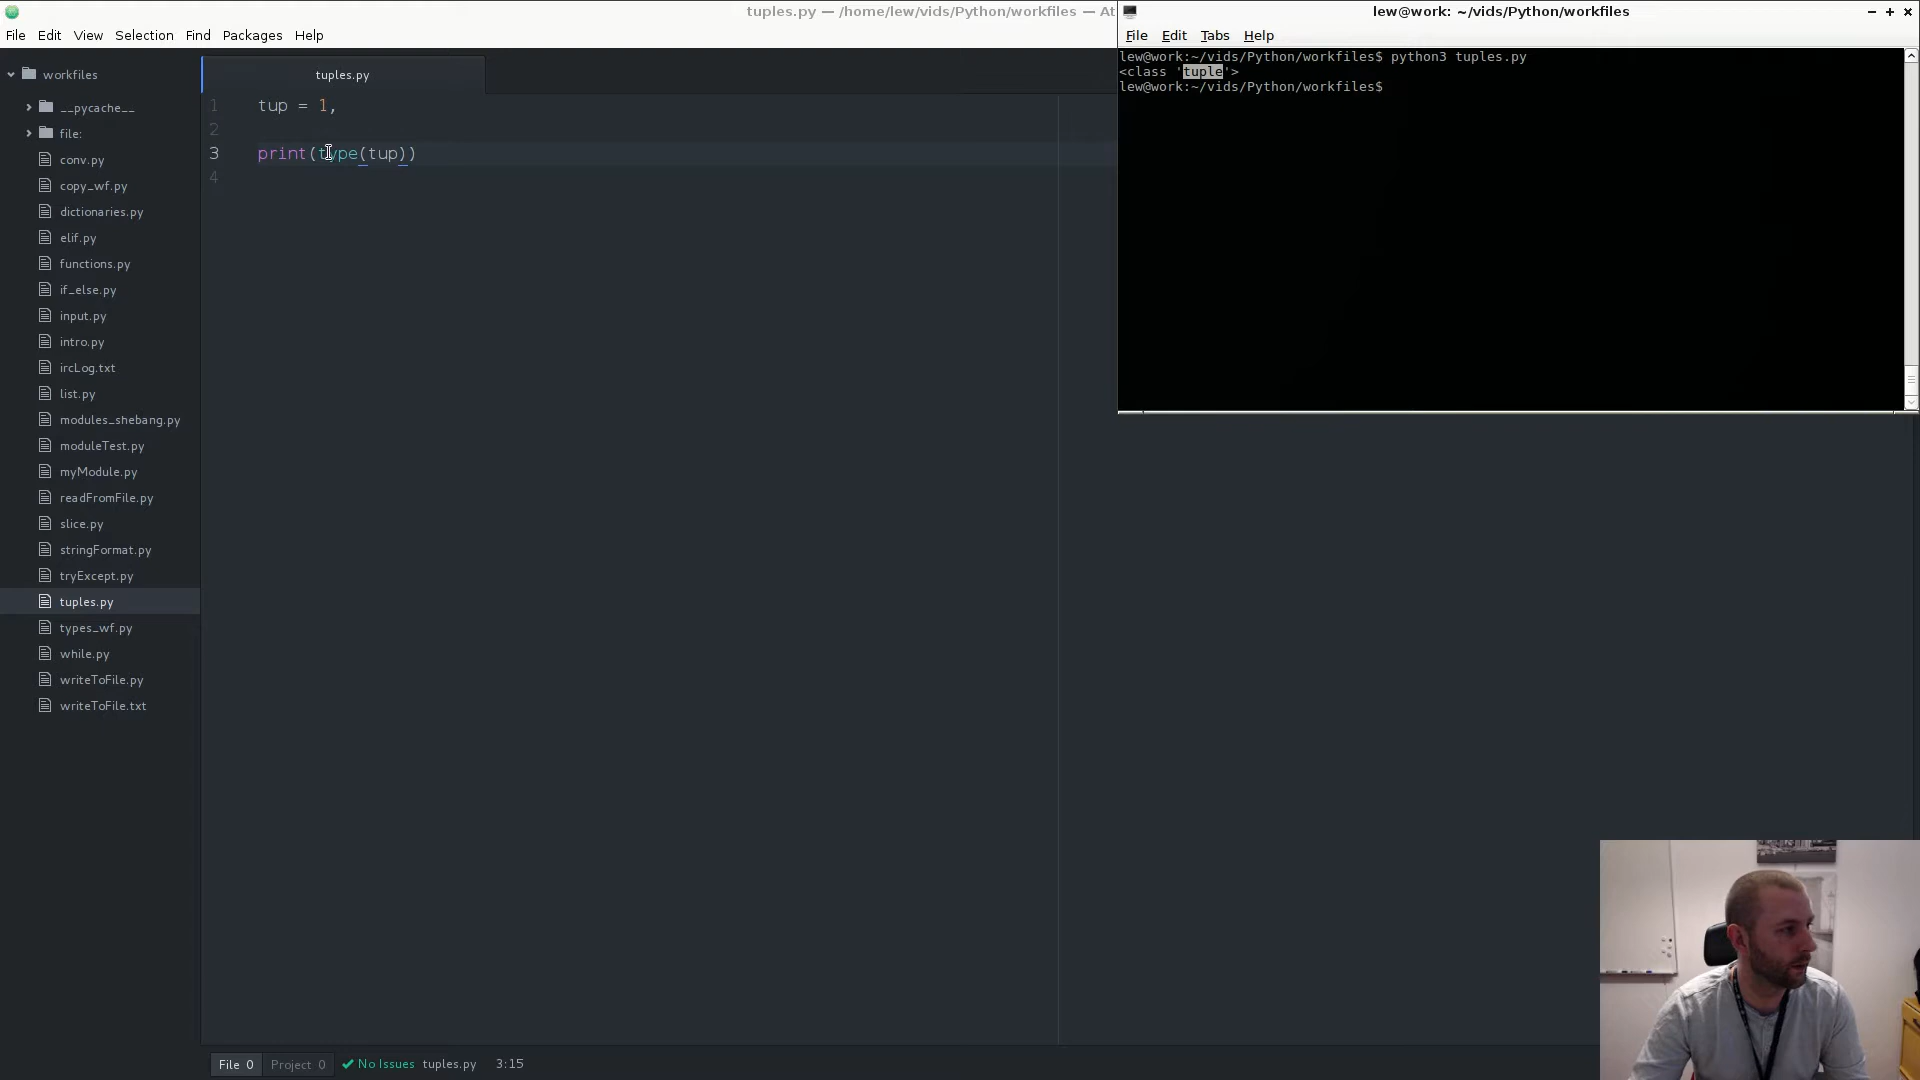 tuples.py — /home/lew/vids/Python/workfiles — At
File Edit View Selection Find Packages Help
workfiles
__pycache__
file:
conv.py
copy_wf.py
dictionaries.py
elif.py
functions.py
if_else.py
input.py
intro.py
ircLog.txt
list.py
modules_shebang.py
moduleTest.py
myModule.py
readFromFile.py
slice.py
stringFormat.py
tryExcept.py
tuples.py
types_wf.py
while.py
writeToFile.py
writeToFile.txt
tuples.py
1 tup = 1,
2
3 print(type(tup))
4
File 0 Project 0 No Issues tuples.py 3:15
lew@work: ~/vids/Python/workfiles
File Edit Tabs Help
lew@work:~/vids/Python/workfiles$ python3 tuples.py
<class 'tuple'>
lew@work:~/vids/Python/workfiles$